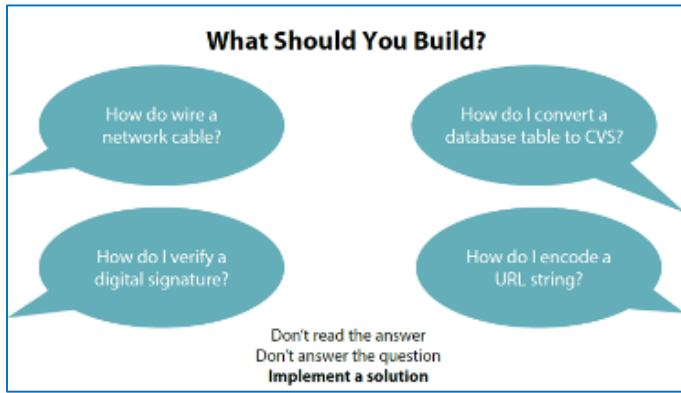 What Should You Build?
How do wire a
network cable?
How do I convert a
database table to CVS?
How do I verify a
digital signature?
How do I encode a
URL string?
Don't read the answer
Don't answer the question
Implement a solution